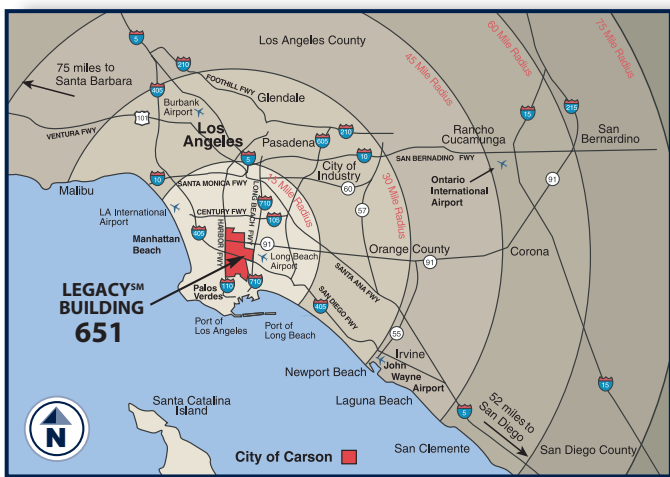 Los Angeles County
5
210
75 miles to
Santa Barbara
405
FOOTHILL FWY
Glendale
45 Mile Radius
60 Mile Radius
75 Mile Radius
Burbank
Airport
101
VENTURA FWY
Los
Angeles
Pasadena
605
210
15
215
Rancho
Cucamunga
San
Bernardino
5
10
SAN BERNARDINO FWY
City of
Industry
Ontario
International
Airport
Malibu
10
SANTA MONICA FWY
LONG BEACH FWY
15 Mile Radius
60
57
30 Mile Radius
91
LA International
Airport
CENTURY FWY
710
105
Manhattan
Beach
405
HARBOR FWY
91
Long Beach
Airport
Orange County
91
Corona
SANTA ANA FWY
LEGACY℠
BUILDING
651
Palos
Verdes
110
710
SAN DIEGO FWY
405
Port of
Los Angeles
Port of
Long Beach
55
Irvine
John
Wayne
Airport
Newport Beach
Laguna Beach
15
5
52 miles to
San Diego
Santa Catalina
Island
N
City of Carson
San Clemente
San Diego County